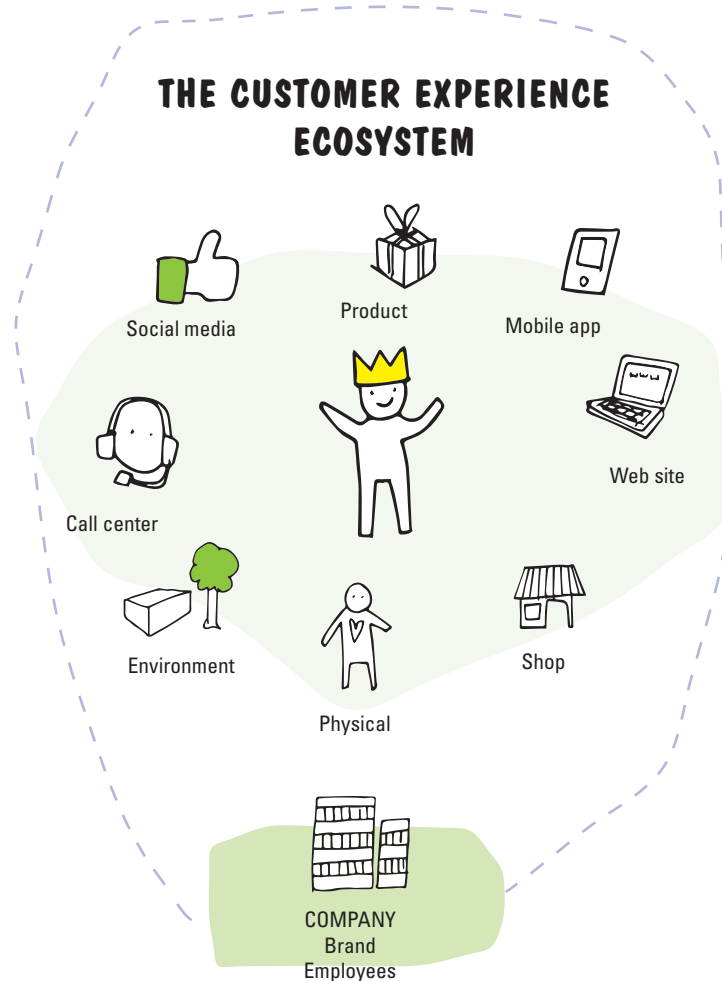 THE CUSTOMER EXPERIENCE
ECOSYSTEM
Social media
Product
Mobile app
www
Web site
Call center
Environment
Physical
Shop
COMPANY
Brand
Employees